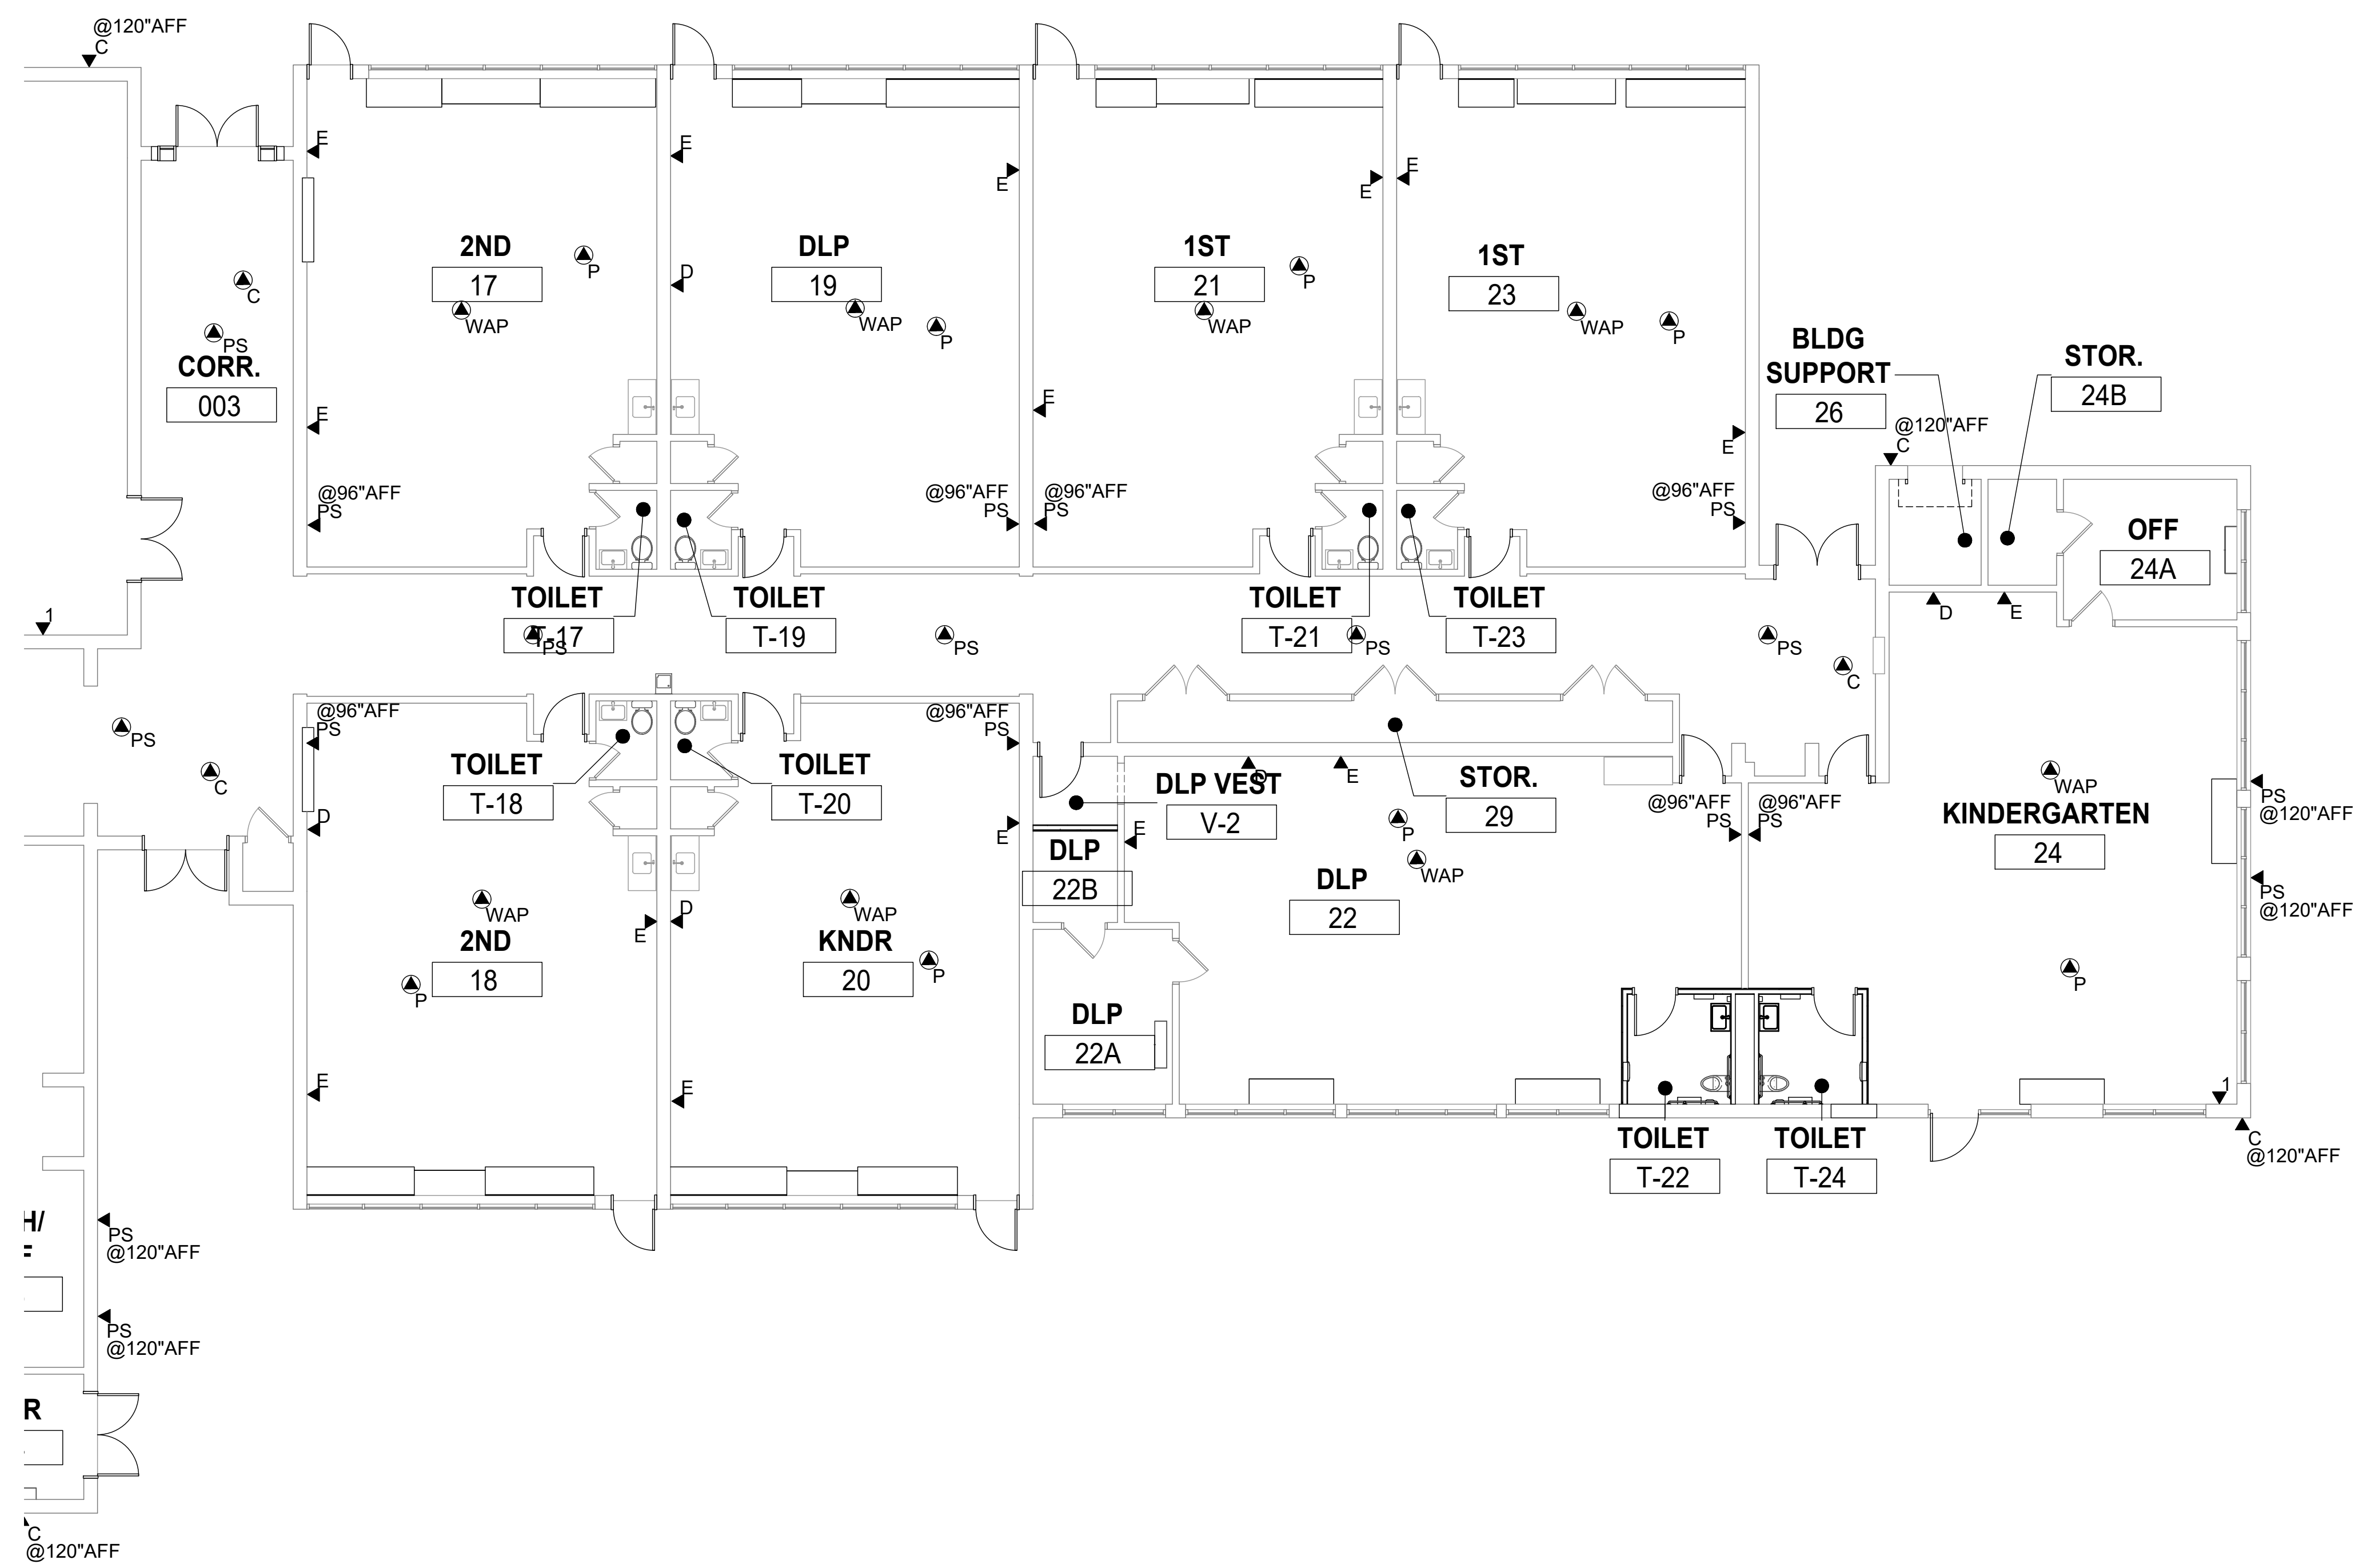 @120"AFF
C
E
E
E
E
E
E
2ND
17
P
WAP
DLP
19
D
WAP
P
1ST
21
P
WAP
1ST
23
WAP
P
C
PS
CORR.
003
BLDG
SUPPORT
26
STOR.
24B
@120"AFF
C
E
E
E
@96"AFF
PS
@96"AFF
PS
@96"AFF
PS
@96"AFF
PS
OFF
24A
D
E
1
TOILET
T-17
PS
TOILET
T-19
PS
TOILET
T-21
PS
TOILET
T-23
PS
C
PS
C
@96"AFF
PS
@96"AFF
PS
TOILET
T-18
TOILET
T-20
D
E
DLP VEST
V-2
E
D
E
STOR.
29
@96"AFF
PS
@96"AFF
PS
WAP
KINDERGARTEN
24
PS
@120"AFF
PS
@120"AFF
DLP
22B
P
WAP
DLP
22
WAP
2ND
18
P
E
D
WAP
KNDR
20
P
P
DLP
22A
E
E
1
TOILET
T-22
TOILET
T-24
C
@120"AFF
H/
F
PS
@120"AFF
PS
@120"AFF
R
C
@120"AFF